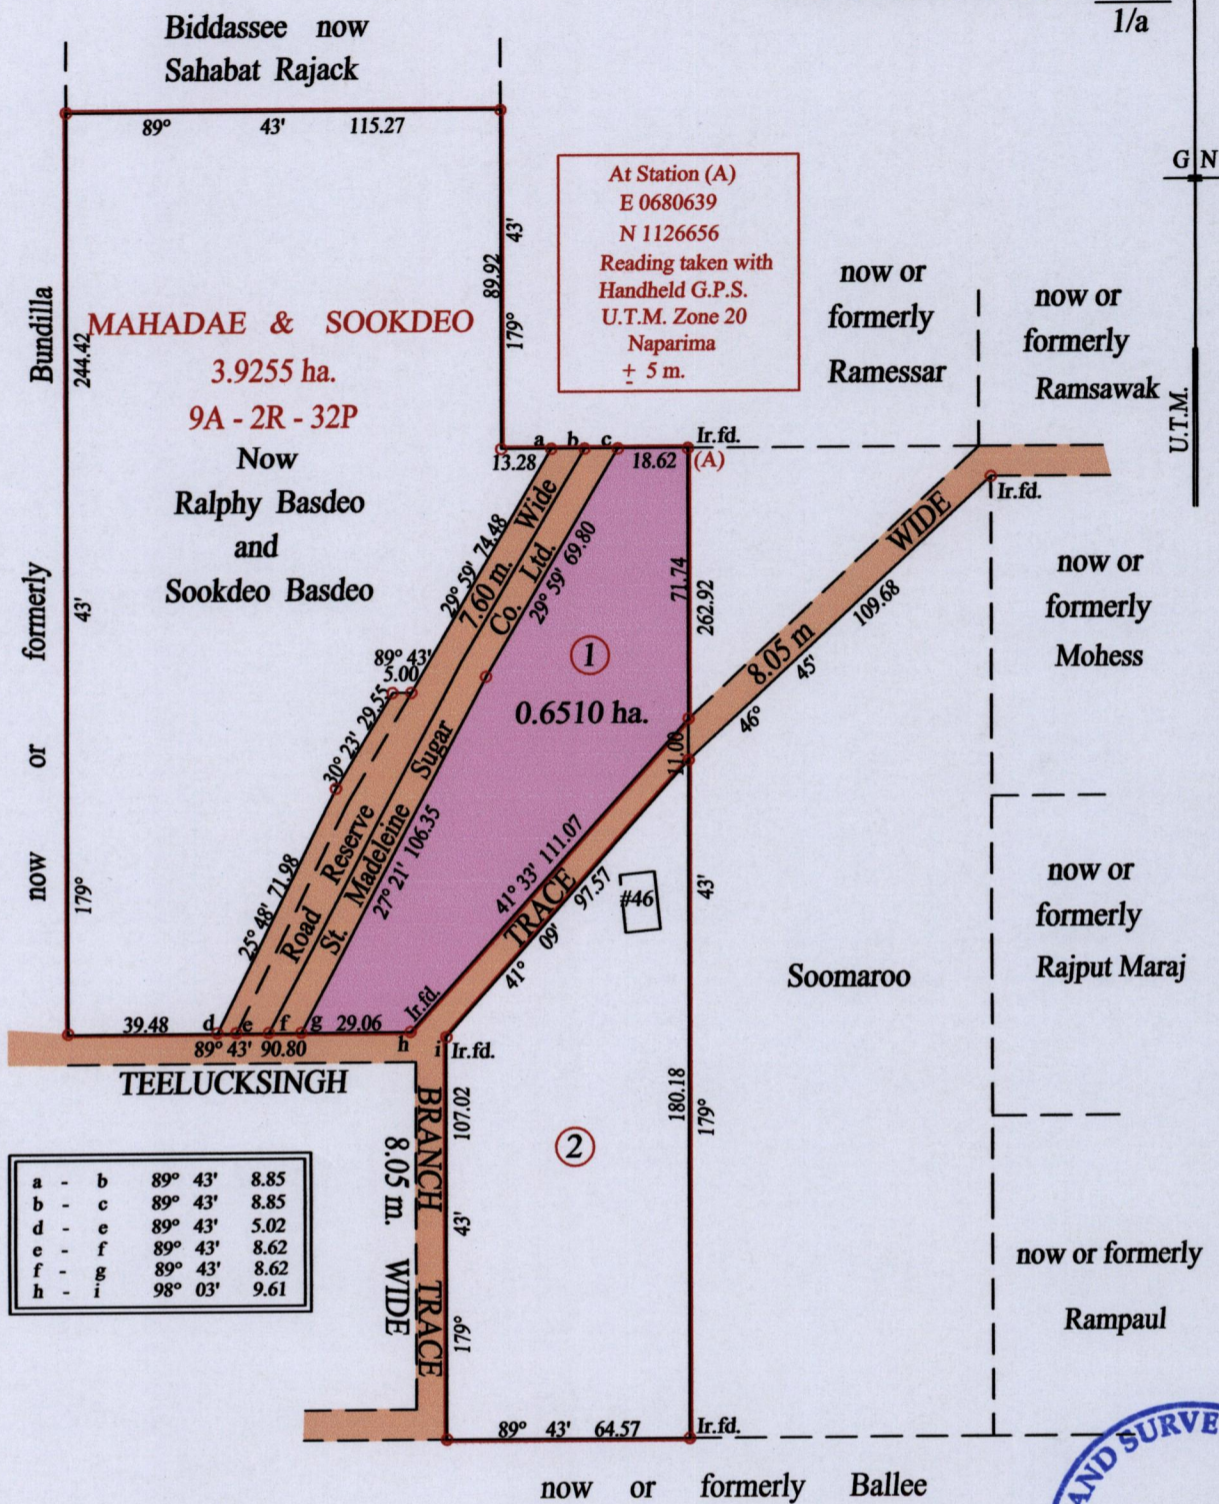 1/a
Biddassee now
Sahabat Rajack
89° 43' 115.27
G N
U.T.M.
At Station (A)
E 0680639
N 1126656
Reading taken with
Handheld G.P.S.
U.T.M. Zone 20
Naparima
± 5 m.
89.92
43'
179°
now or
formerly
Ramessar
now or
formerly
Ramsawak
now or formerly Bundilla
244.42
43'
179°
MAHADAE & SOOKDEO
3.9255 ha.
9A - 2R - 32P
Now
Ralphy Basdeo
and
Sookdeo Basdeo
a b c
Ir.fd.
13.28
18.62
(A)
Ir.fd.
29° 59' 74.48
7.60 m. Wide
29° 59' 69.80
71.74
262.92
8.05 m WIDE
109.68
46° 45'
now or
formerly
Mohess
89° 43'
5.00
30° 23' 29.55
1
0.6510 ha.
11.00
25° 48' 71.98
Road Reserve
St. Madeleine Sugar Co. Ltd.
27° 21' 106.35
41° 33' 111.07
TRACE
41° 09' 97.57
#46
43'
now or
formerly
Rajput Maraj
Soomaroo
39.48
d e f g
29.06
Ir.fd.
h i
Ir.fd.
89° 43' 90.80
TEELUCKSINGH
BRANCH TRACE
8.05 m. WIDE
107.02
43'
179°
180.18
179°
2
a - b 89° 43' 8.85
b - c 89° 43' 8.85
d - e 89° 43' 5.02
e - f 89° 43' 8.62
f - g 89° 43' 8.62
h - i 98° 03' 9.61
now or formerly
Rampaul
89° 43' 64.57
Ir.fd.
now or formerly Ballee